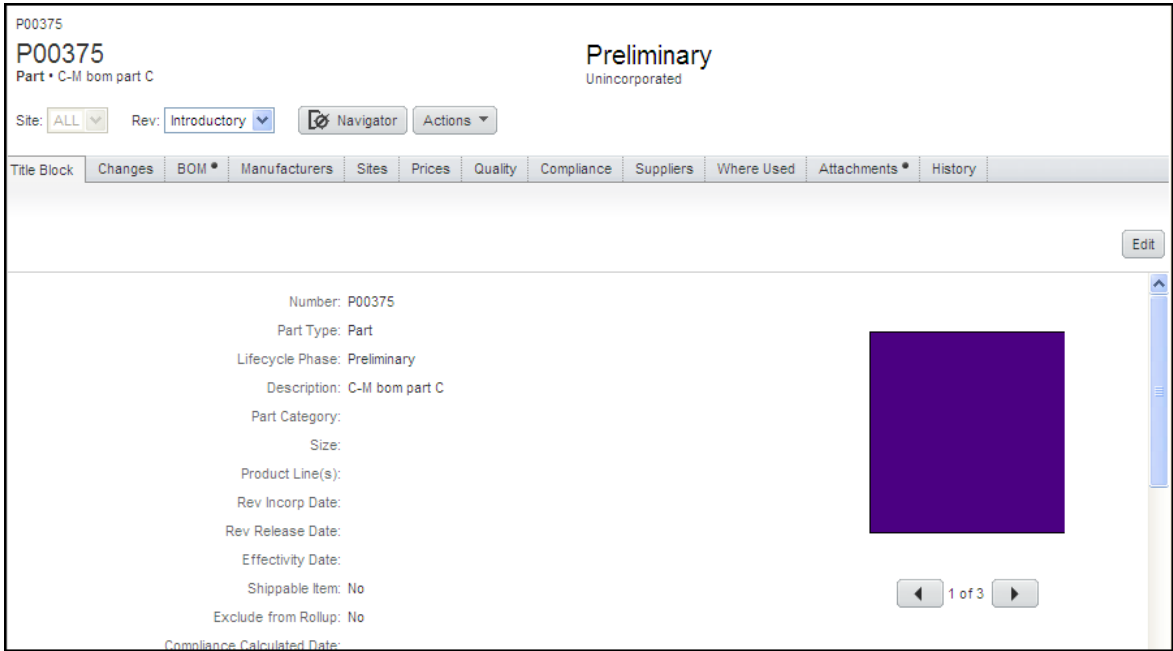 P00375
P00375
Part • C-M bom part C
Preliminary
Unincorporated
Site: ALL Rev: Introductory Navigator Actions
Title Block Changes BOM • Manufacturers Sites Prices Quality Compliance Suppliers Where Used Attachments • History
Edit
Number: P00375
Part Type: Part
Lifecycle Phase: Preliminary
Description: C-M bom part C
Part Category:
Size:
Product Line(s):
Rev Incorp Date:
Rev Release Date:
Effectivity Date:
Shippable Item: No
Exclude from Rollup: No
Compliance Calculated Date:
1 of 3